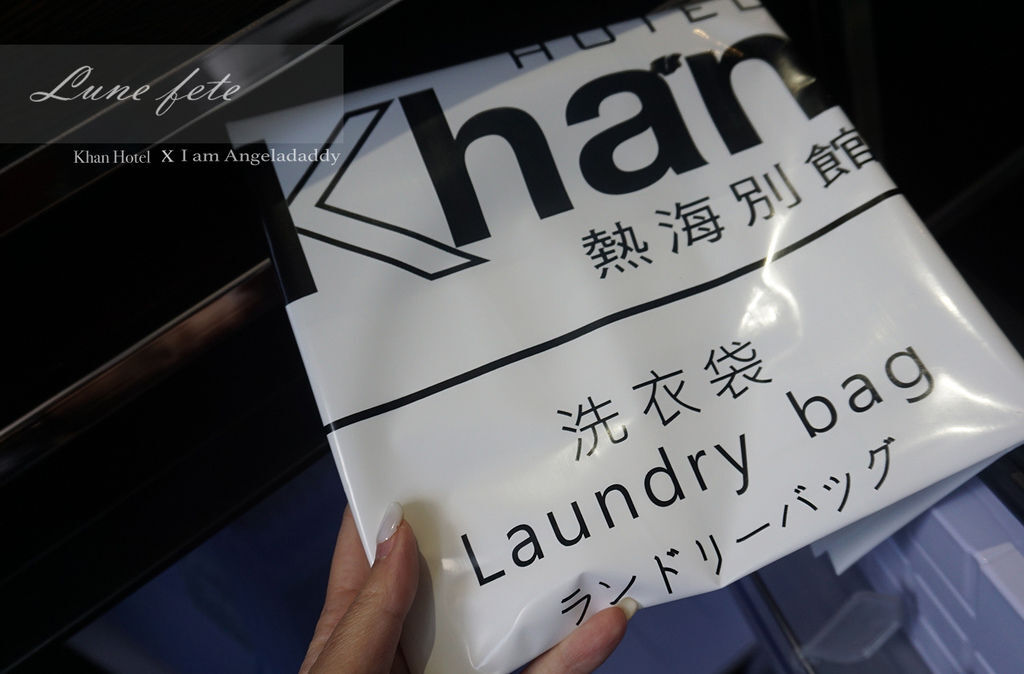 Lune fete
Khan Hotel X I am Angeladaddy
HOTEL
Khan
熱海別館
洗衣袋
Laundry bag
ランドリーバッグ